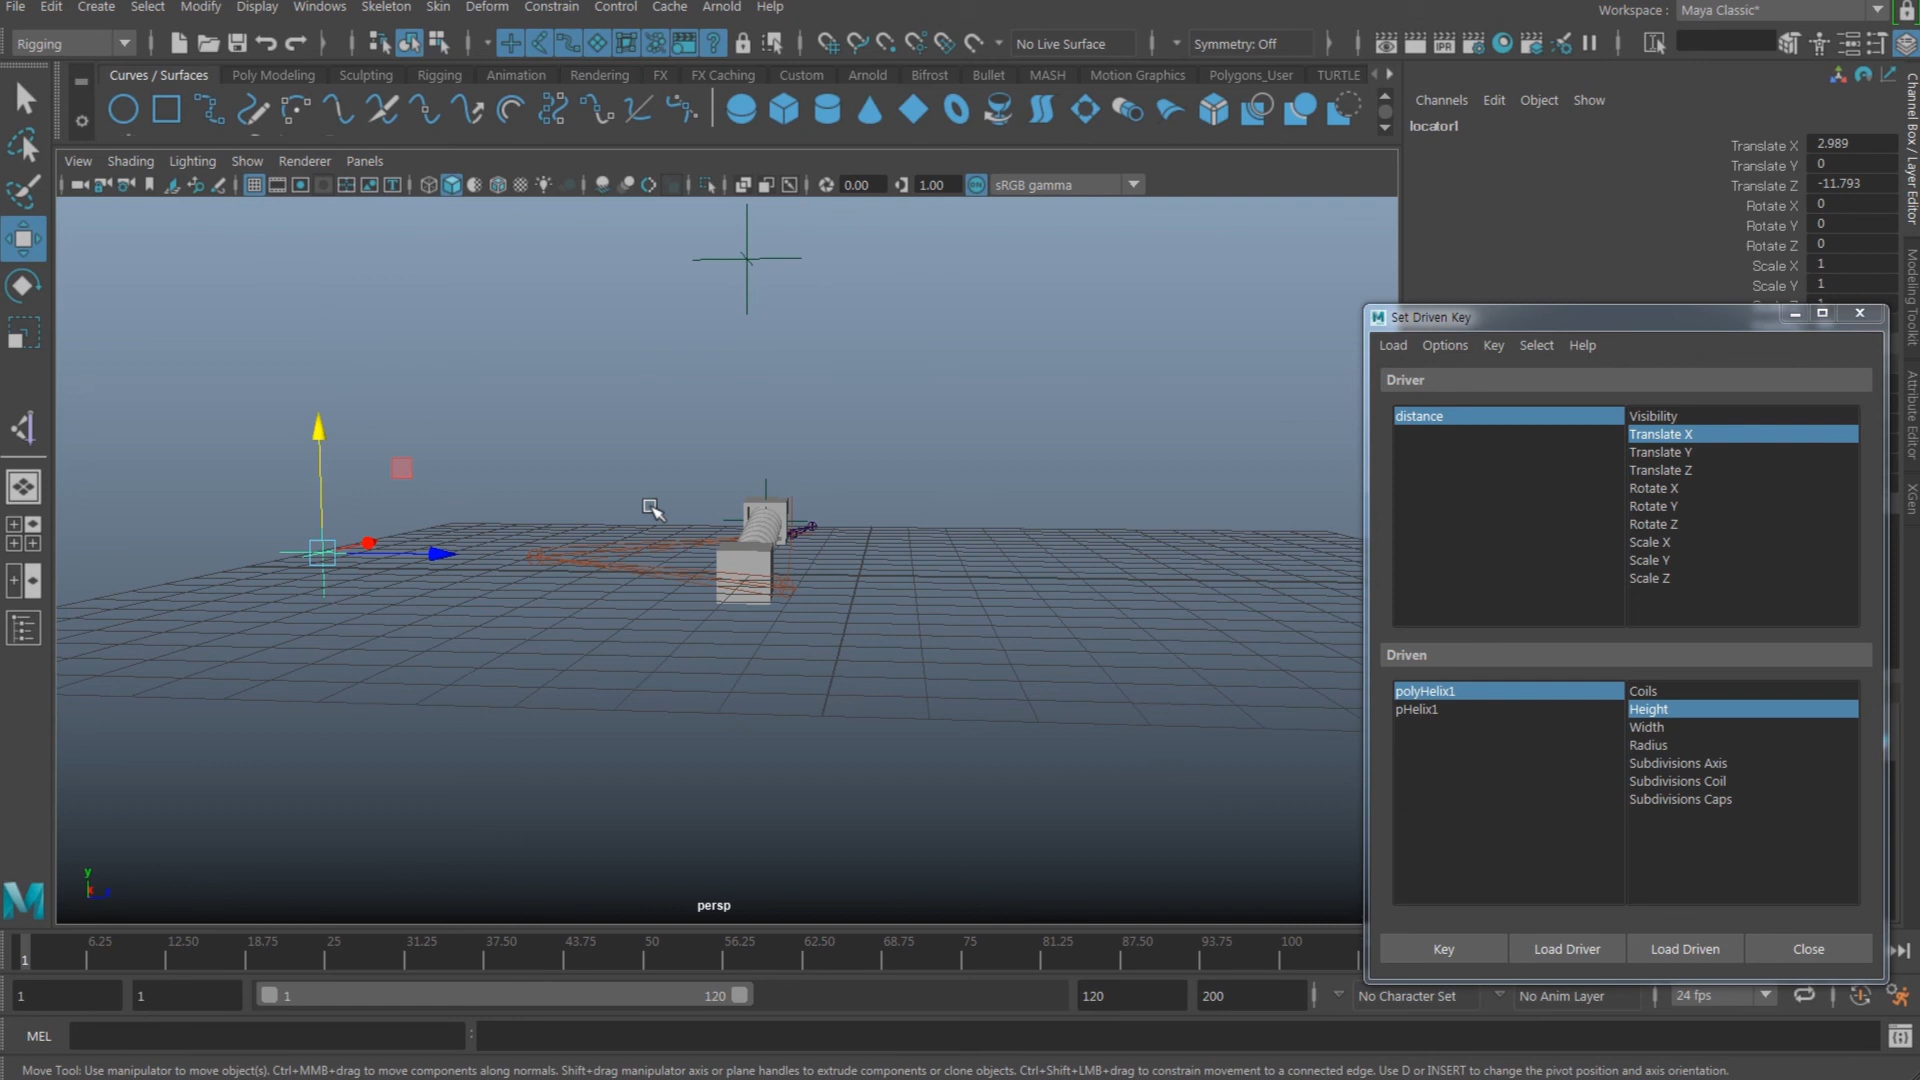 File Edit Create Select Modify Display Windows Skeleton Skin Deform Constrain Control Cache Arnold Help
Workspace : Maya Classic*
Rigging
No Live Surface
Symmetry: Off
IPR
Curves / Surfaces Poly Modeling Sculpting Rigging Animation Rendering FX FX Caching Custom Arnold Bifrost Bullet MASH Motion Graphics Polygons_User TURTLE
Channels Edit Object Show
locator1
Translate X 2.989
Translate Y 0
Translate Z -11.793
Rotate X 0
Rotate Y 0
Rotate Z 0
Scale X 1
Scale Y 1
Channel Box / Layer Editor
Modeling Toolkit
Attribute Editor
XGen
View Shading Lighting Show Renderer Panels
0.00 1.00 ON sRGB gamma
Set Driven Key
Load Options Key Select Help
Driver
distance
Visibility
Translate X
Translate Y
Translate Z
Rotate X
Rotate Y
Rotate Z
Scale X
Scale Y
Scale Z
Driven
polyHelix1
pHelix1
Coils
Height
Width
Radius
Subdivisions Axis
Subdivisions Coil
Subdivisions Caps
Key Load Driver Load Driven Close
y
persp
1 6.25 12.50 18.75 25 31.25 37.50 43.75 50 56.25 62.50 68.75 75 81.25 87.50 93.75 100
1 1 1 120 120 200 No Character Set No Anim Layer 24 fps
MEL
Move Tool: Use manipulator to move object(s). Ctrl+MMB+drag to move components along normals. Shift+drag manipulator axis or plane handles to extrude components or clone objects. Ctrl+Shift+LMB+drag to constrain movement to a connected edge. Use D or INSERT to change the pivot position and axis orientation.